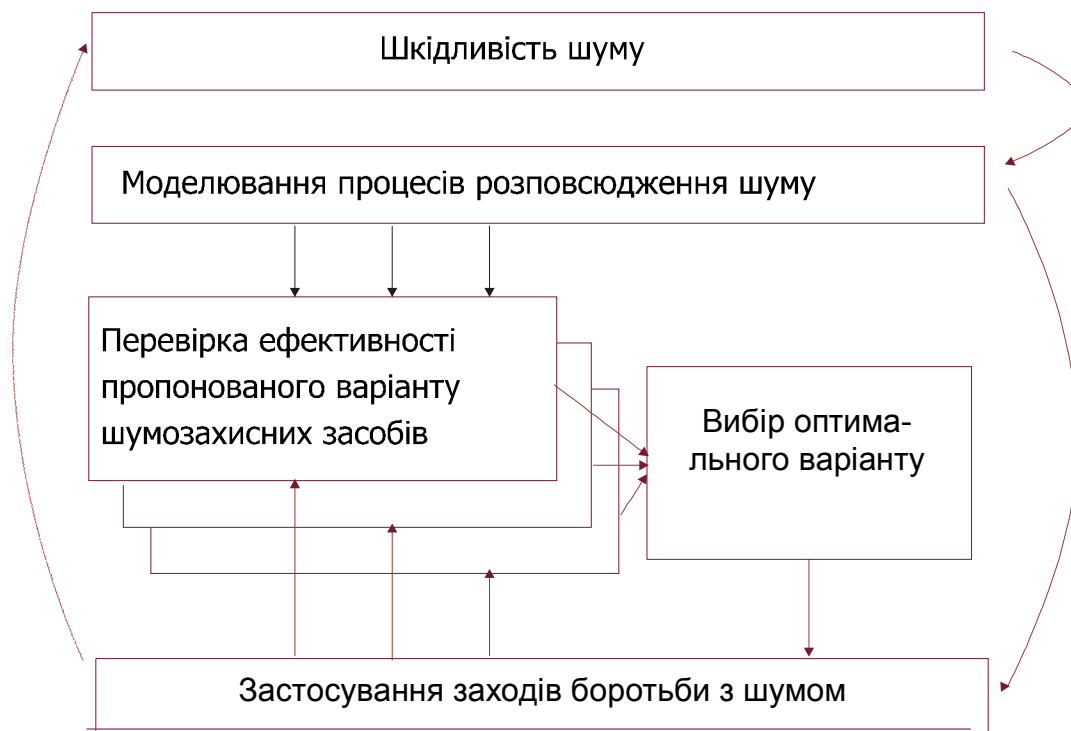 Шкідливість шуму
Моделювання процесів розповсюдження шуму
Перевірка ефективності
пропонованого варіанту
шумозахисних засобів
Вибір оптима-
льного варіанту
Застосування заходів боротьби з шумом